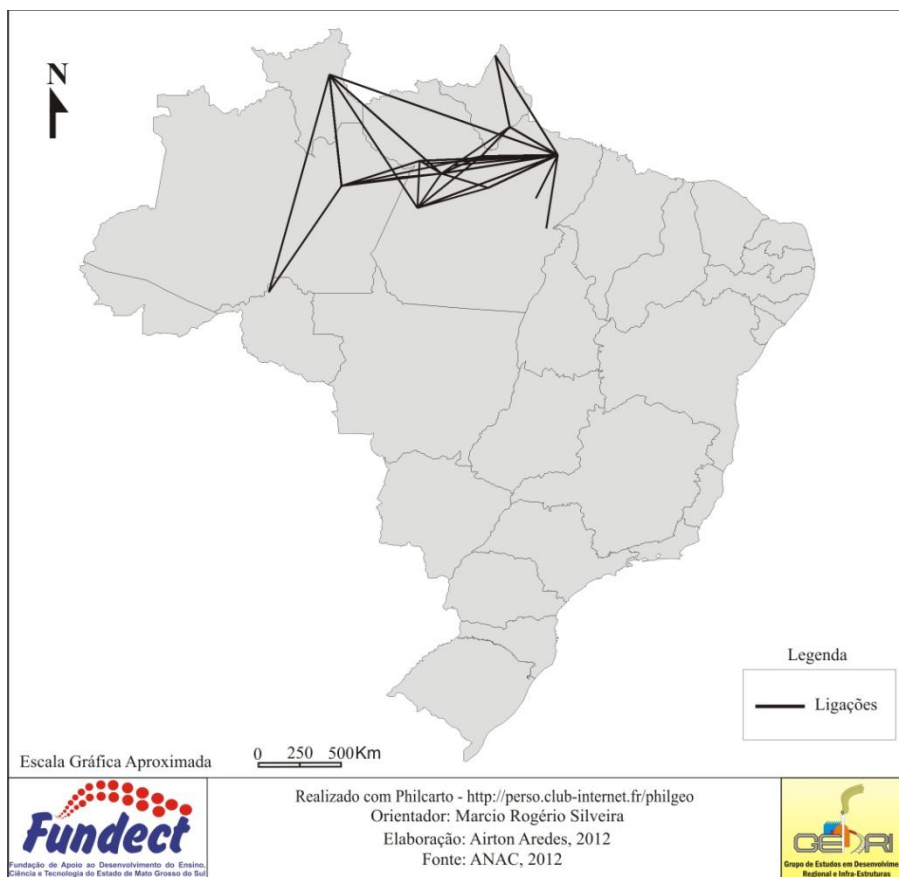 N
Legenda
Ligações
Escala Gráfica Aproximada
0 250 500Km
Fundect
Fundação de Apoio ao Desenvolvimento do Ensino,
Ciência e Tecnologia do Estado de Mato Grosso do Sul
Realizado com Philcarto - http://perso.club-internet.fr/philgeo
Orientador: Marcio Rogério Silveira
Elaboração: Airton Aredes, 2012
Fonte: ANAC, 2012
GEDRI
Grupo de Estudos em Desenvolvimento
Regional e Infra-Estruturas